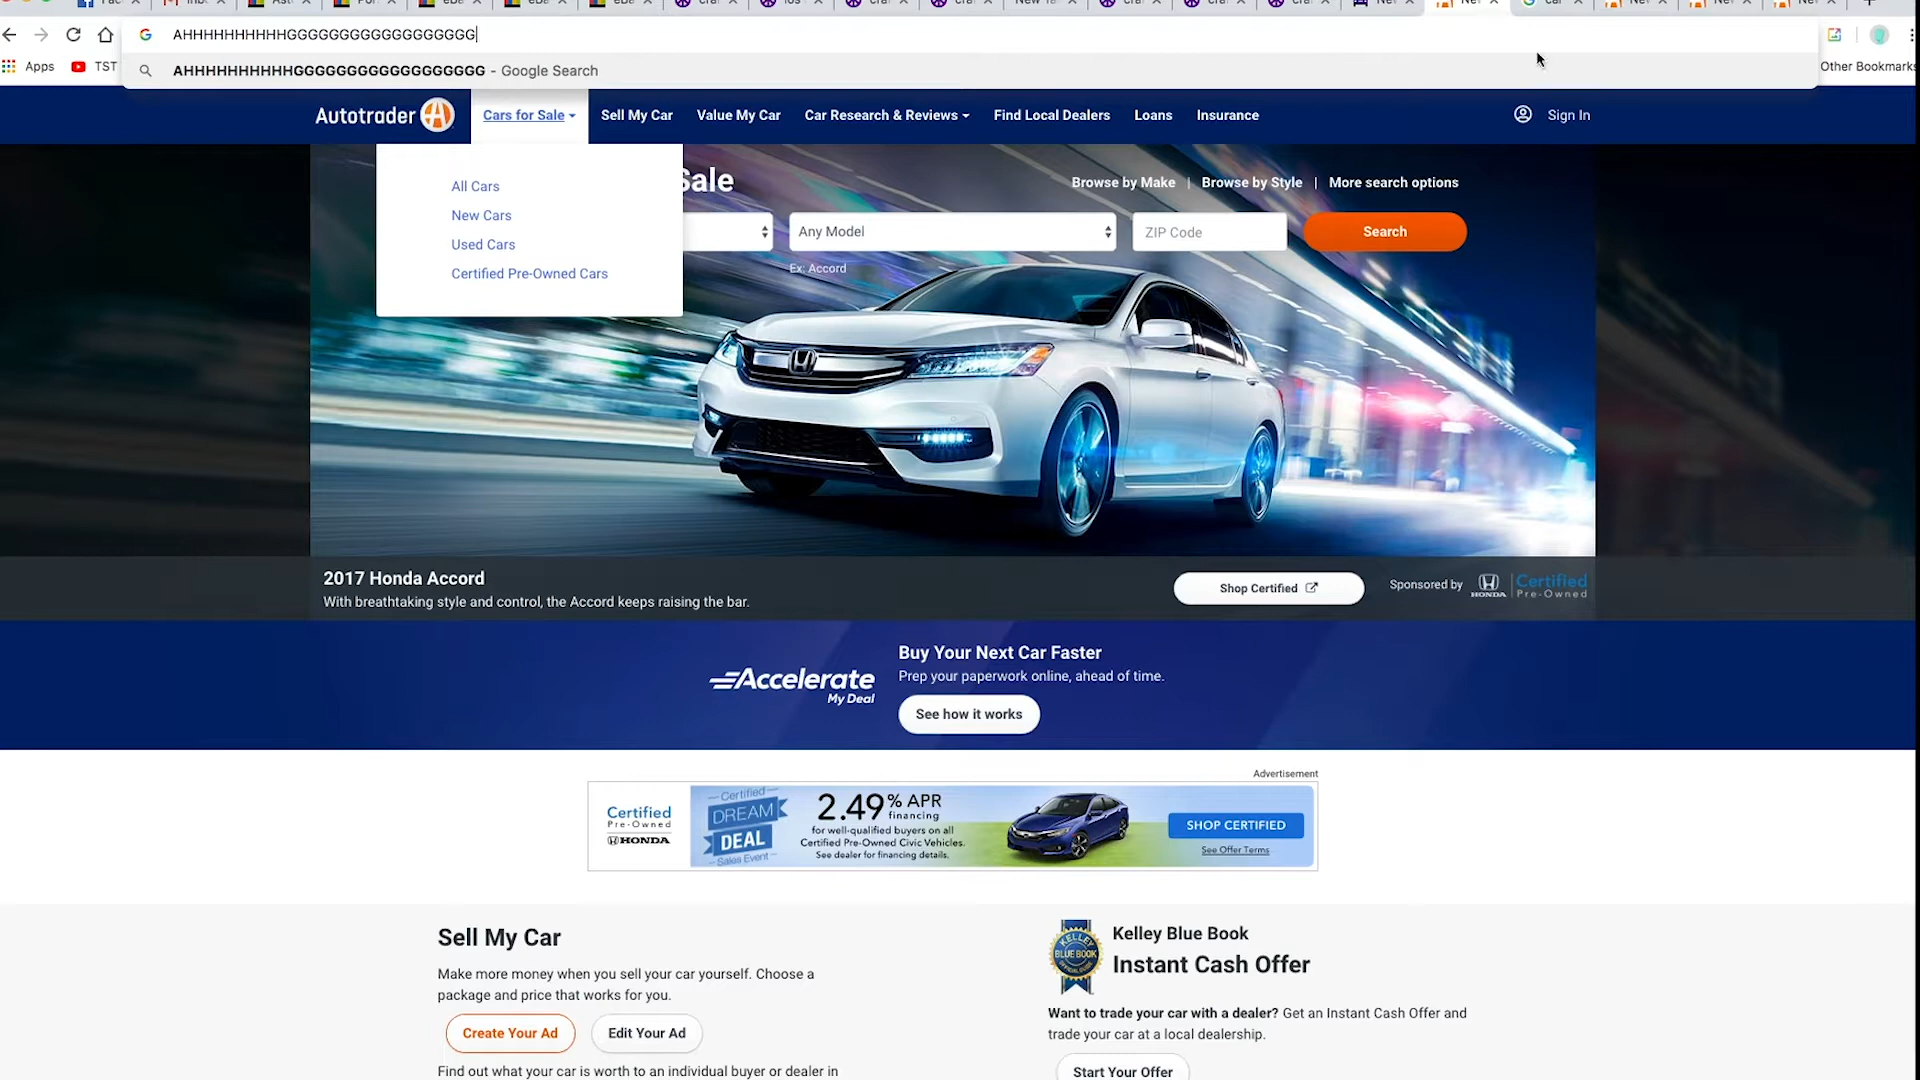 AHHHHHHHHHHGGGGGGGGGGGGGGGGGG
AHHHHHHHHHHGGGGGGGGGGGGGGGGGG - Google Search
Apps
TST
Other Bookmarks
Autotrader
Cars for Sale
Sell My Car
Value My Car
Car Research & Reviews
Find Local Dealers
Loans
Insurance
Sign In
All Cars
New Cars
Used Cars
Certified Pre-Owned Cars
Sale
Browse by Make | Browse by Style | More search options
Any Model
ZIP Code
Search
Ex: Accord
2017 Honda Accord
With breathtaking style and control, the Accord keeps raising the bar.
Shop Certified
Sponsored by
HONDA
Certified
Pre-Owned
Accelerate
My Deal
Buy Your Next Car Faster
Prep your paperwork online, ahead of time.
See how it works
Advertisement
Certified
Pre-Owned
HONDA
Certified
DREAM
DEAL
Sales Event
2.49% APR
financing
for well-qualified buyers on all
Certified Pre-Owned Civic Vehicles.
See dealer for financing details.
SHOP CERTIFIED
See Offer Terms
Sell My Car
Make more money when you sell your car yourself. Choose a
package and price that works for you.
Create Your Ad
Edit Your Ad
Find out what your car is worth to an individual buyer or dealer in
KELLEY
BLUE BOOK
Kelley Blue Book
Instant Cash Offer
Want to trade your car with a dealer? Get an Instant Cash Offer and
trade your car at a local dealership.
Start Your Offer